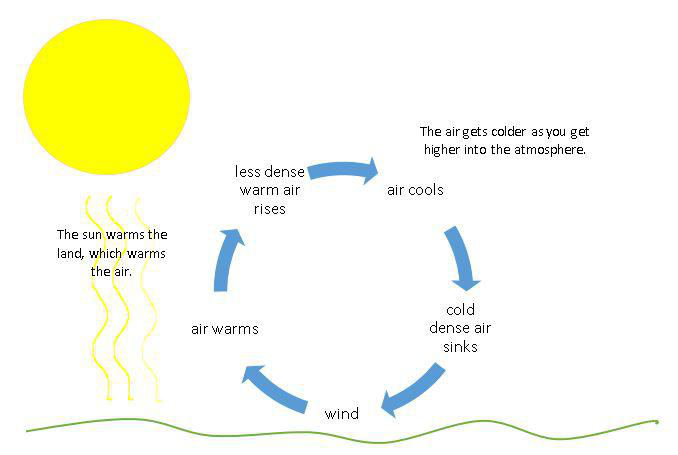 The air gets colder as you get
higher into the atmosphere.
less dense
warm air
rises
air cools
The sun warms the
land, which warms
the air.
cold
dense air
sinks
air warms
wind